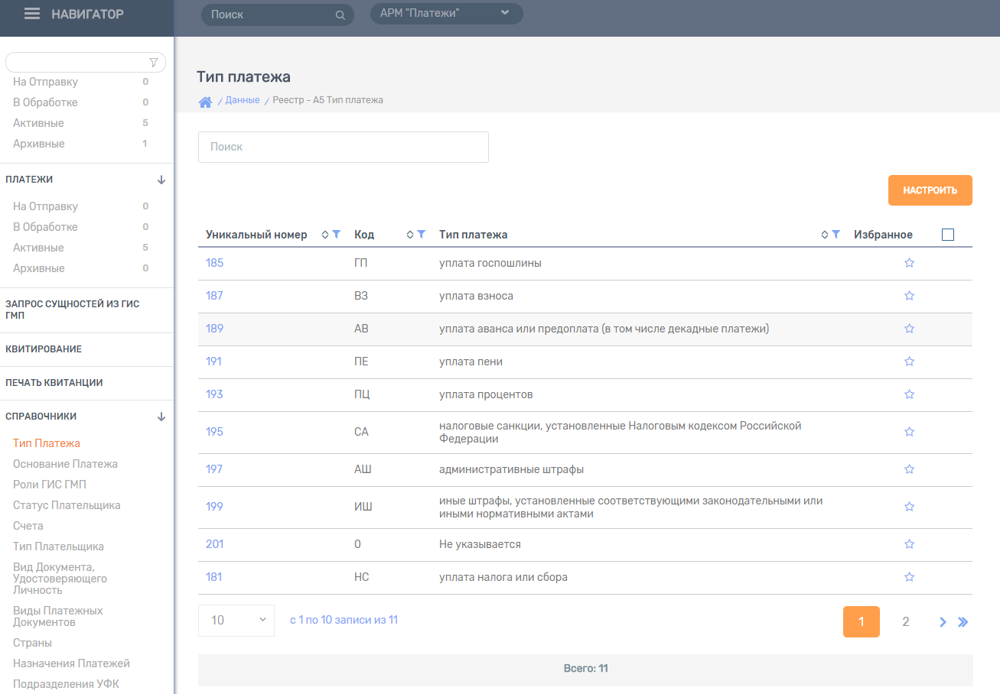 НАВИГАТОР
Поиск
АРМ "Платежи"
На Отправку 0
В Обработке 0
Активные 5
Архивные 1
ПЛАТЕЖИ
На Отправку 0
В Обработке 0
Активные 5
Архивные 0
ЗАПРОС СУЩНОСТЕЙ ИЗ ГИС
ГМП
КВИТИРОВАНИЕ
ПЕЧАТЬ КВИТАНЦИИ
СПРАВОЧНИКИ
Тип Платежа
Основание Платежа
Роли ГИС ГМП
Статус Плательщика
Счета
Тип Плательщика
Вид Документа,
Удостоверяющего
Личность
Виды Платежных
Документов
Страны
Назначения Платежей
Подразделения УФК
Тип платежа
/ Данные / Реестр - А5 Тип платежа
Поиск
НАСТРОИТЬ
Уникальный номер Код Тип платежа Избранное
185 ГП уплата госпошлины
187 ВЗ уплата взноса
189 АВ уплата аванса или предоплата (в том числе декадные платежи)
191 ПЕ уплата пени
193 ПЦ уплата процентов
195 СА налоговые санкции, установленные Налоговым кодексом Российской
Федерации
197 АШ административные штрафы
199 ИШ иные штрафы, установленные соответствующими законодательными или
иными нормативными актами
201 0 Не указывается
181 НС уплата налога или сбора
10 с 1 по 10 записи из 11 1 2
Всего: 11